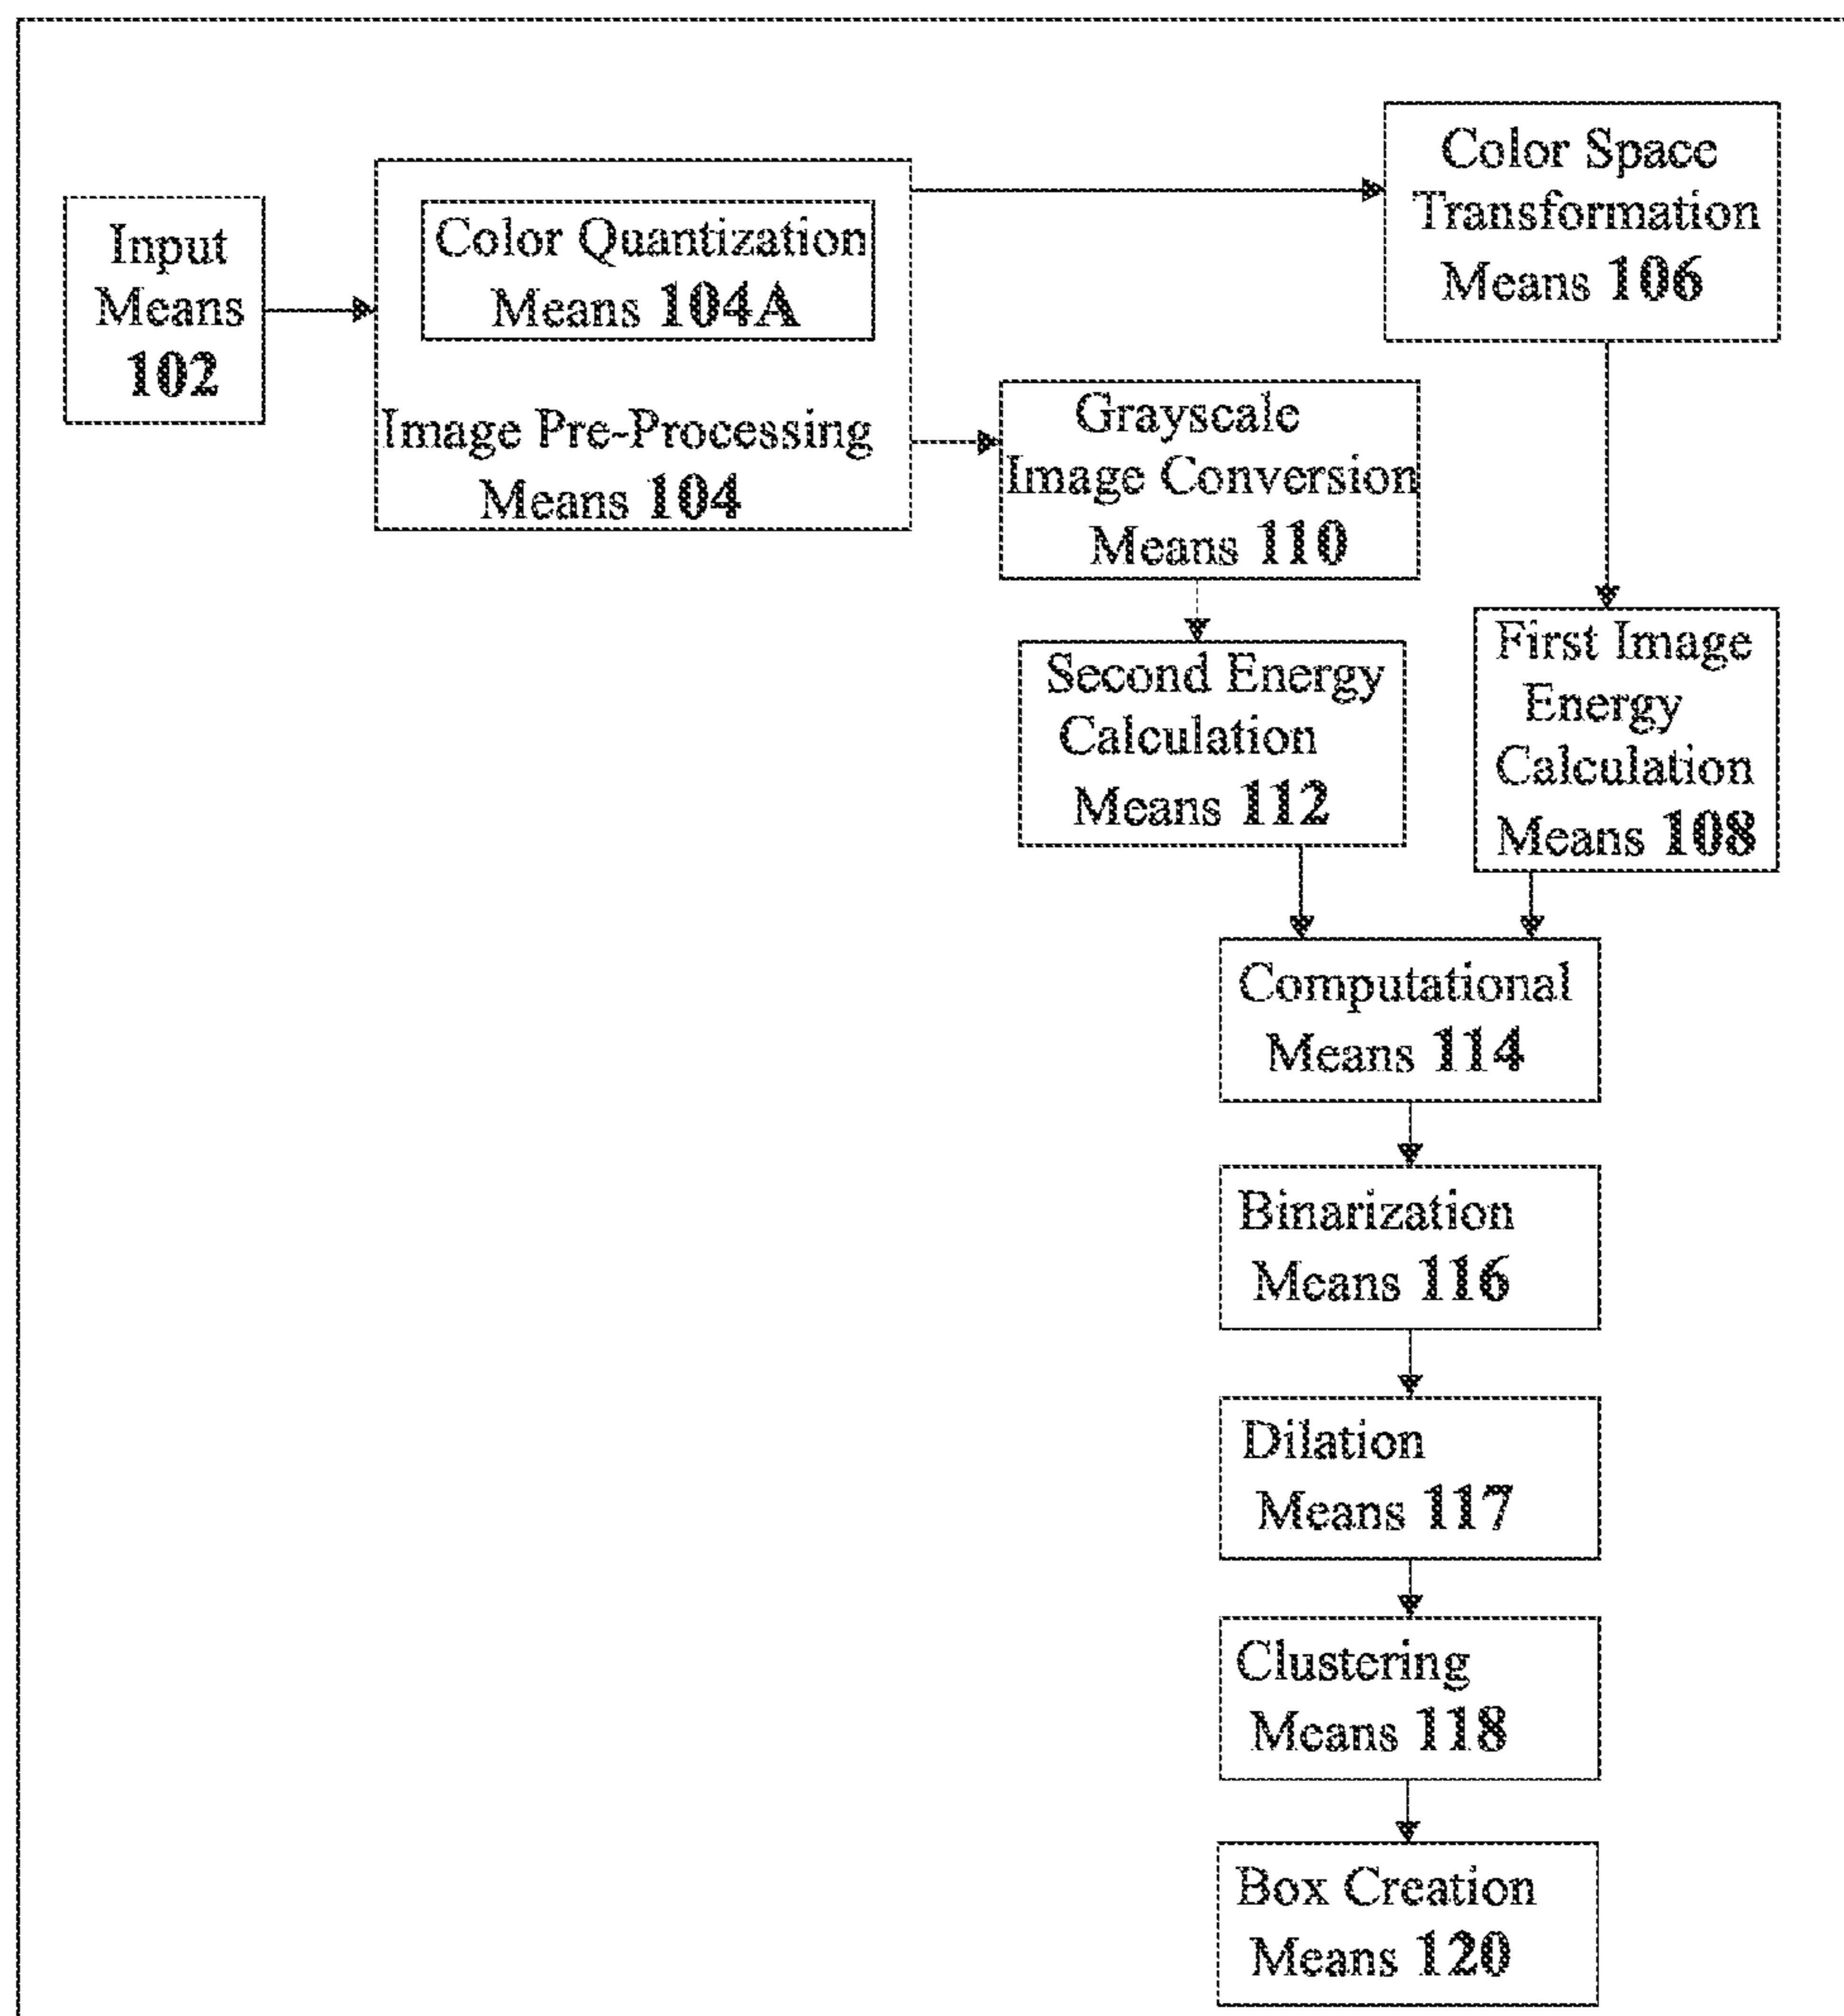 Input
Means
102
Color Quantization
Means 104A
Image Pre-Processing
Means 104
Color Space
Transformation
Means 106
Grayscale
Image Conversion
Means 110
Second Energy
Calculation
Means 112
First Image
Energy
Calculation
Means 108
Computational
Means 114
Binarization
Means 116
Dilation
Means 117
Clustering
Means 118
Box Creation
Means 120